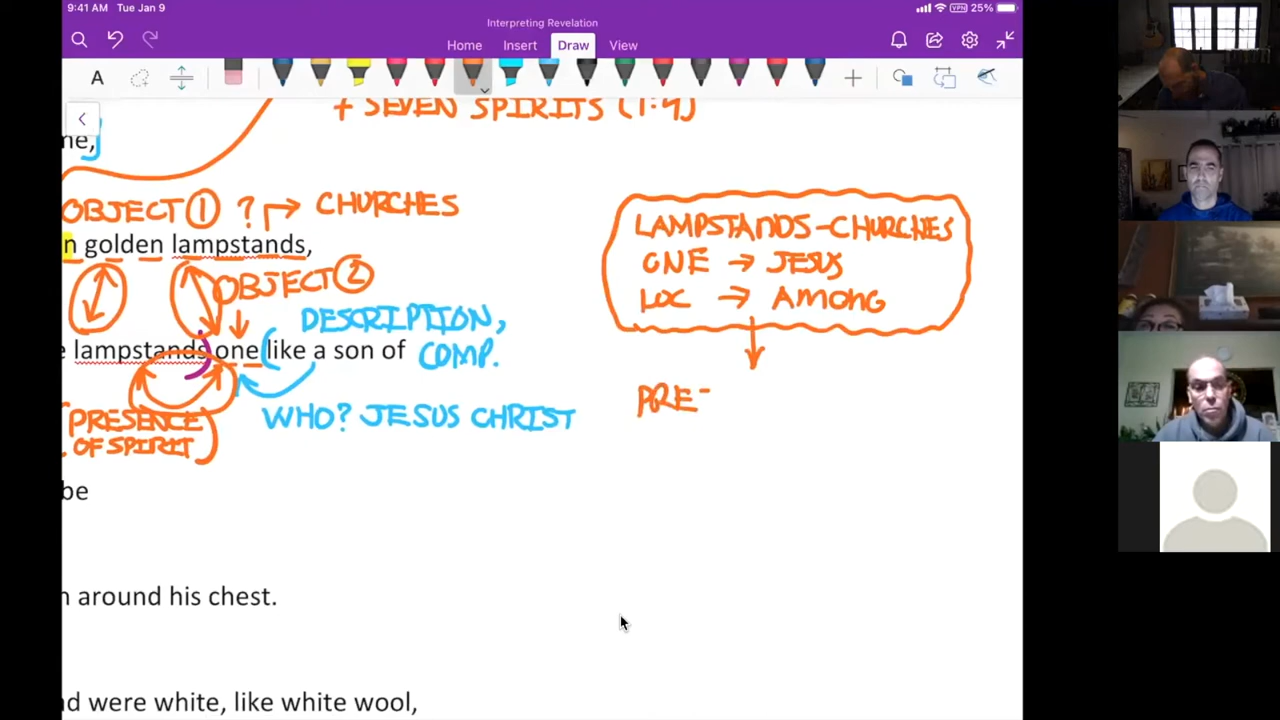 9:41 AM Tue Jan 9
VPN 25%
Interpreting Revelation
Home Insert Draw View
A
+ SEVEN SPIRITS (1:4)
ne,
OBJECT 1 ? → CHURCHES
n golden lampstands,
OBJECT 2
DESCRIPTION,
COMP.
e lampstands one like a son of
(PRESENCE
OF SPIRIT)
WHO? JESUS CHRIST
LAMPSTANDS-CHURCHES
ONE → JESUS
LOC → AMONG
PRE
be
n around his chest.
nd were white, like white wool,